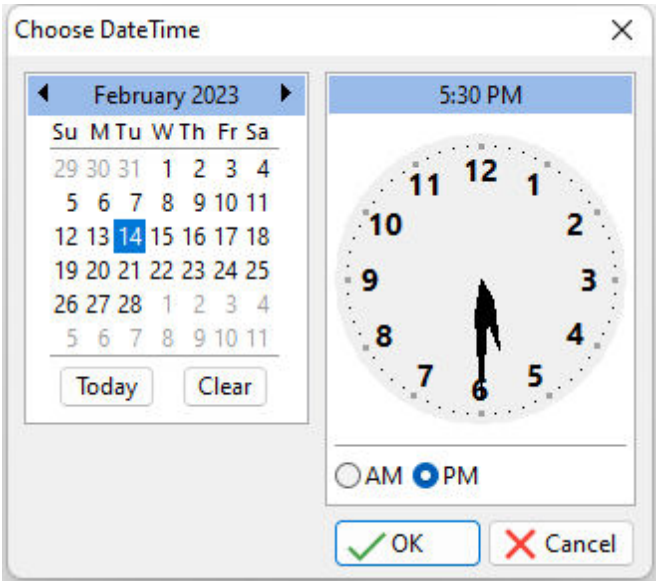 Choose DateTime
February 2023
Su M Tu W Th Fr Sa
29 30 31 1 2 3 4
5 6 7 8 9 10 11
12 13 14 15 16 17 18
19 20 21 22 23 24 25
26 27 28 1 2 3 4
5 6 7 8 9 10 11
Today Clear
5:30 PM
12
1
2
3
4
5
6
7
8
9
10
11
AM PM
OK Cancel